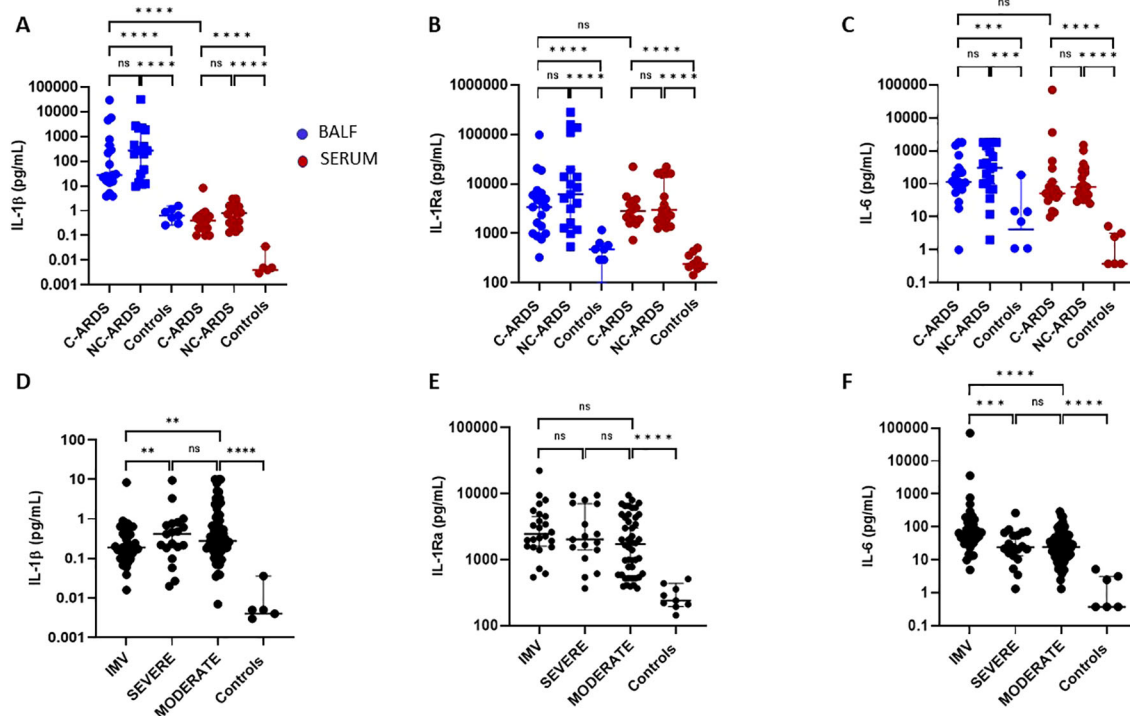 A
B
C
****
**** ****
ns **** ns ****
IL-1β (pg/mL)
100000
10000
1000
100
10
1
0.1
0.01
0.001
C-ARDS
NC-ARDS
Controls
C-ARDS
NC-ARDS
Controls
BALF
SERUM
ns
**** ****
ns **** ns ****
IL-1Ra (pg/mL)
1000000
100000
10000
1000
100
C-ARDS
NC-ARDS
Controls
C-ARDS
NC-ARDS
Controls
ns
*** ****
ns *** ns ****
IL-6 (pg/mL)
100000
10000
1000
100
10
1
0.1
C-ARDS
NC-ARDS
Controls
C-ARDS
NC-ARDS
Controls
D
E
F
**
** ns ****
IL-1β (pg/mL)
100
10
1
0.1
0.01
0.001
IMV
SEVERE
MODERATE
Controls
ns
ns ns ****
IL-1Ra (pg/mL)
100000
10000
1000
100
IMV
SEVERE
MODERATE
Controls
****
*** ns ****
IL-6 (pg/mL)
100000
10000
1000
100
10
1
0.1
IMV
SEVERE
MODERATE
Controls